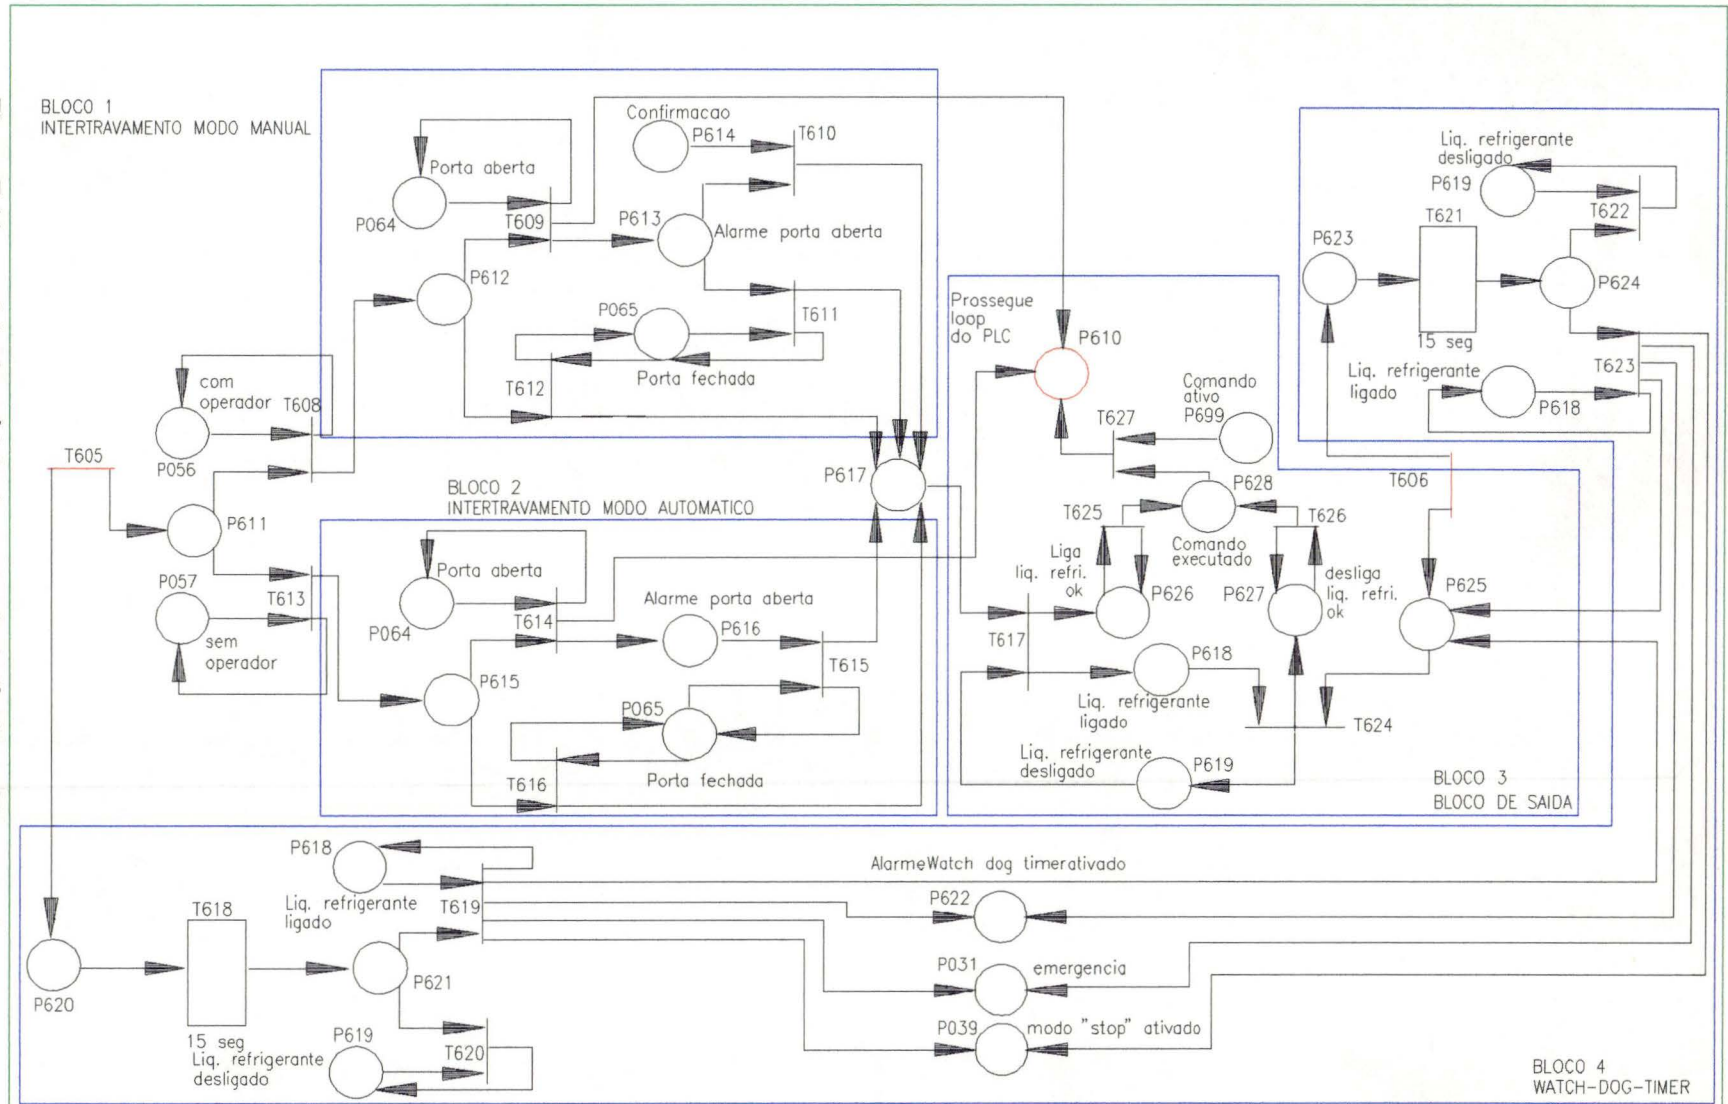 BLOCO 1
INTERTRAVAMENTO MODO MANUAL
Porta aberta
P064
T609
Confirmacao
P614
T610
P613
Alarme porta aberta
P612
P065
T611
Porta fechada
T612
com
operador
T608
P056
T605
P611
P057
T613
sem
operador
BLOCO 2
INTERTRAVAMENTO MODO AUTOMATICO
Porta aberta
P064
T614
Alarme porta aberta
P616
T615
P615
P065
Porta fechada
T616
P617
Prossegue
loop
do PLC
P610
Comando
ativo
P699
T627
P628
T625
T626
Comando
executado
Liga
liq. refri.
ok
P626
P627
desliga
liq. refri.
ok
P625
T617
P618
Liq. refrigerante
ligado
T624
Liq. refrigerante
desligado
P619
BLOCO 3
BLOCO DE SAIDA
Liq. refrigerante
desligado
P619
T622
T621
P623
P624
15 seg
T623
Liq. refrigerante
ligado
P618
T606
P618
Liq. refrigerante
ligado
T619
T618
P620
P621
15 seg
Liq. refrigerante
desligado
P619
T620
AlarmeWatch dog timerativado
P622
P031
emergencia
P039
modo "stop" ativado
BLOCO 4
WATCH-DOG-TIMER